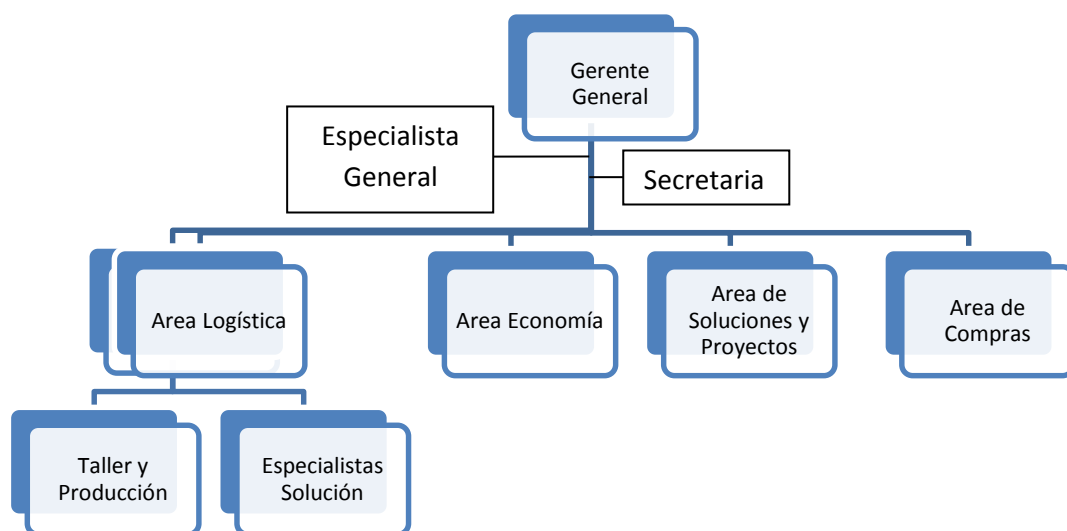 Gerente
General
Especialista
General
Secretaria
Area Logística
Area Economía
Area de
Soluciones y
Proyectos
Area de
Compras
Taller y
Producción
Especialistas
Solución